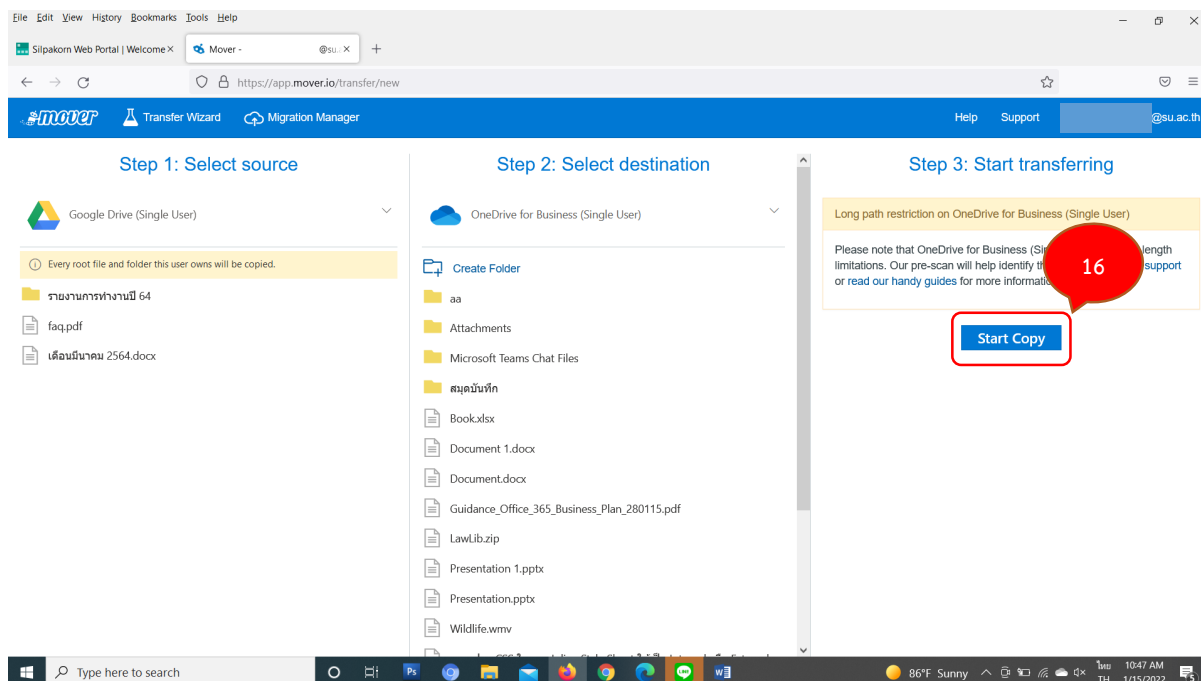 File Edit View History Bookmarks Tools Help
Silpakorn Web Portal | Welcome
Mover - @su.
https://app.mover.io/transfer/new
mover Transfer Wizard Migration Manager Help Support @su.ac.th
Step 1: Select source
Google Drive (Single User)
Every root file and folder this user owns will be copied.
รายงานการทำงานปี 64
faq.pdf
เดือนมีนาคม 2564.docx
Step 2: Select destination
OneDrive for Business (Single User)
Create Folder
aa
Attachments
Microsoft Teams Chat Files
สมุดบันทึก
Book.xlsx
Document 1.docx
Document.docx
Guidance_Office_365_Business_Plan_280115.pdf
LawLib.zip
Presentation 1.pptx
Presentation.pptx
Wildlife.wmv
Step 3: Start transferring
Long path restriction on OneDrive for Business (Single User)
Please note that OneDrive for Business (Si length
limitations. Our pre-scan will help identify th support
or read our handy guides for more informatio
16
Start Copy
Type here to search
Ps
LINE
W
86°F Sunny
ไทย
TH
10:47 AM
1/15/2022
5